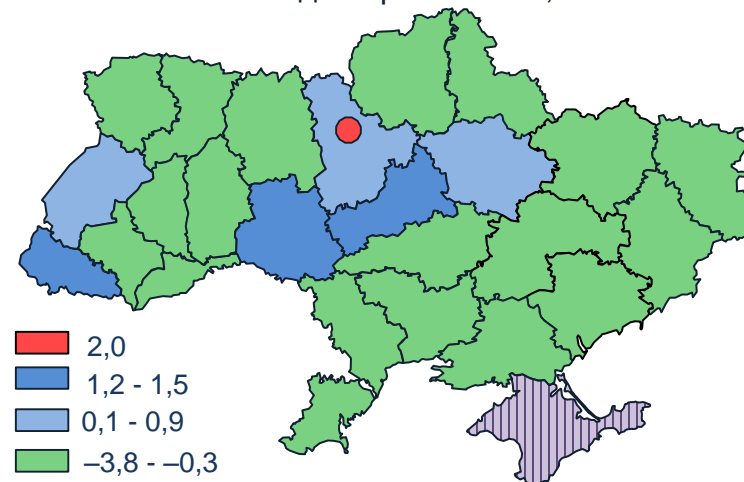 2,0
1,2 - 1,5
0,1 - 0,9
–3,8 - –0,3